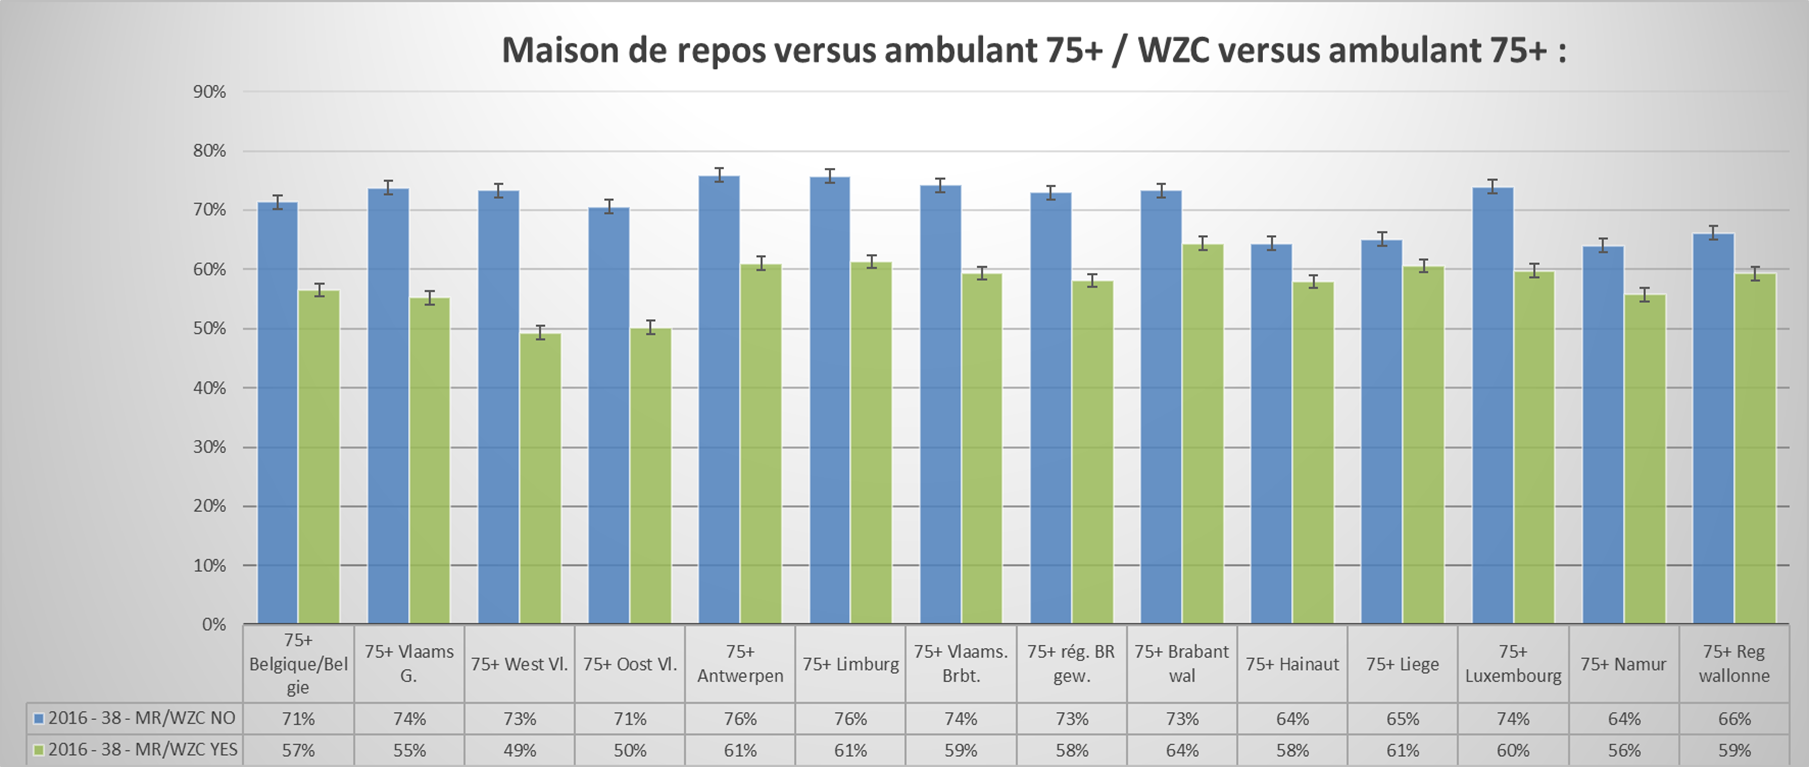 Maison de repos versus ambulant 75+ / WZC versus ambulant 75+ :
90%
80%
70%
60%
50%
40%
30%
20%
10%
0%
75+ Belgique/Bel gie 75+ Vlaams G. 75+ West Vl. 75+ Oost Vl. 75+ Antwerpen 75+ Limburg 75+ Vlaams. Brbt. 75+ rég. BR gew. 75+ Brabant wal 75+ Hainaut 75+ Liege 75+ Luxembourg 75+ Namur 75+ Reg wallonne
2016 - 38 - MR/WZC NO 71% 74% 73% 71% 76% 76% 74% 73% 73% 64% 65% 74% 64% 66%
2016 - 38 - MR/WZC YES 57% 55% 49% 50% 61% 61% 59% 58% 64% 58% 61% 60% 56% 59%